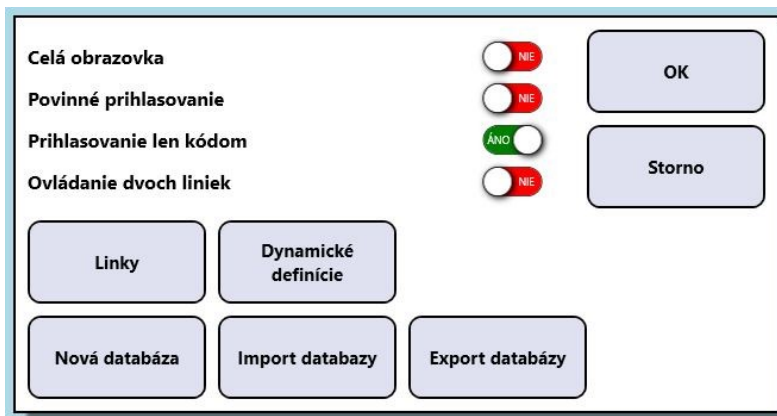 Celá obrazovka NIE OK
Povinné prihlasovanie NIE
Prihlasovanie len kódom ÁNO
Storno
Ovládanie dvoch liniek NIE
Linky
Dynamické
definície
Nová databáza Import databazy Export databázy